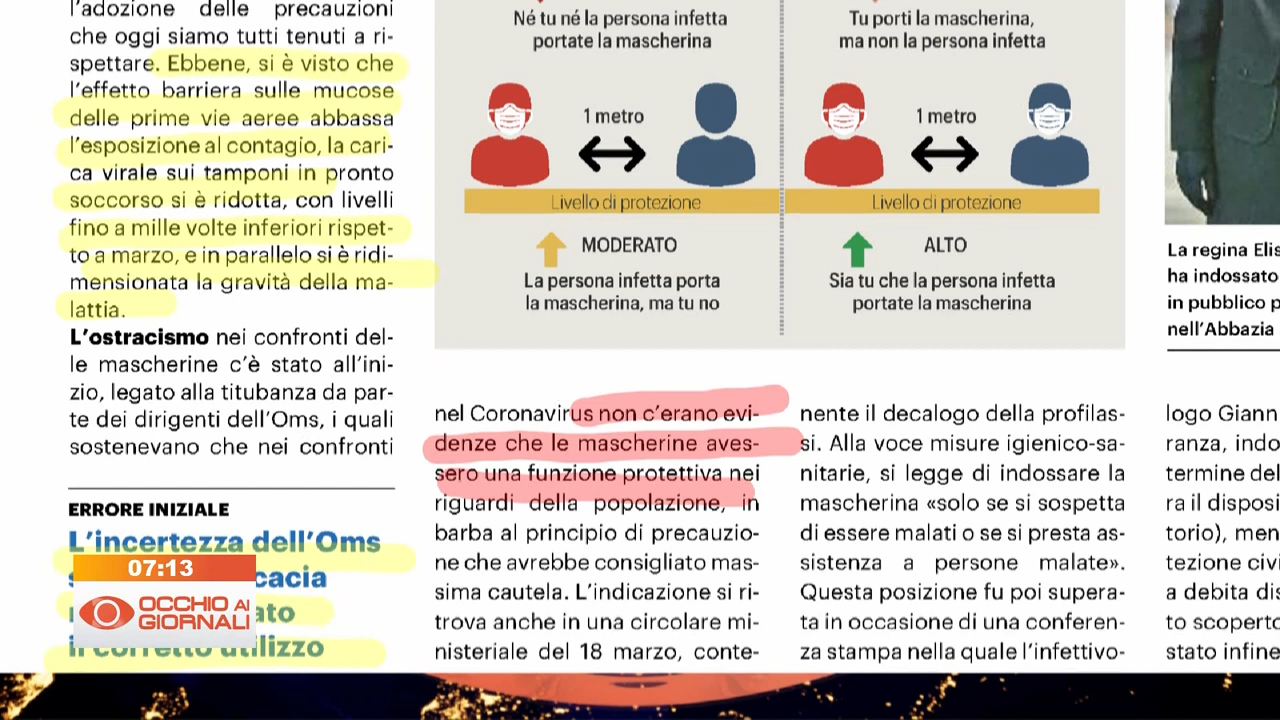 l'adozione delle precauzioni
che oggi siamo tutti tenuti a ri-
spettare. Ebbene, si è visto che
l'effetto barriera sulle mucose
delle prime vie aeree abbassa
l'esposizione al contagio, la cari-
ca virale sui tamponi in pronto
soccorso si è ridotta, con livelli
fino a mille volte inferiori rispet-
to a marzo, e in parallelo si è ridi-
mensionata la gravità della ma-
lattia.
L'ostracismo nei confronti del-
le mascherine c'è stato all'ini-
zio, legato alla titubanza da par-
te dei dirigenti dell'Oms, i quali
sostenevano che nei confronti
ERRORE INIZIALE
L'incertezza dell'Oms
cacia
ato
il corretto utilizzo
07:13
OCCHIO AI
GIORNALI
Né tu né la persona infetta
portate la mascherina
1 metro
Livello di protezione
MODERATO
La persona infetta porta
la mascherina, ma tu no
Tu porti la mascherina,
ma non la persona infetta
1 metro
Livello di protezione
ALTO
Sia tu che la persona infetta
portate la mascherina
nel Coronavirus non c'erano evi-
denze che le mascherine aves-
sero una funzione protettiva nei
riguardi della popolazione, in
barba al principio di precauzio-
ne che avrebbe consigliato mas-
sima cautela. L'indicazione si ri-
trova anche in una circolare mi-
nisteriale del 18 marzo, conte-
nente il decalogo della profilas-
si. Alla voce misure igienico-sa-
nitarie, si legge di indossare la
mascherina «solo se si sospetta
di essere malati o se si presta as-
sistenza a persone malate».
Questa posizione fu poi supera-
ta in occasione di una conferen-
za stampa nella quale l'infettivo-
La regina Elis
ha indossato
in pubblico p
nell'Abbazia
logo Giann
ranza, indo
termine del
ra il disposit
torio), men
tezione civi
a debita dis
to scoperto
stato infine